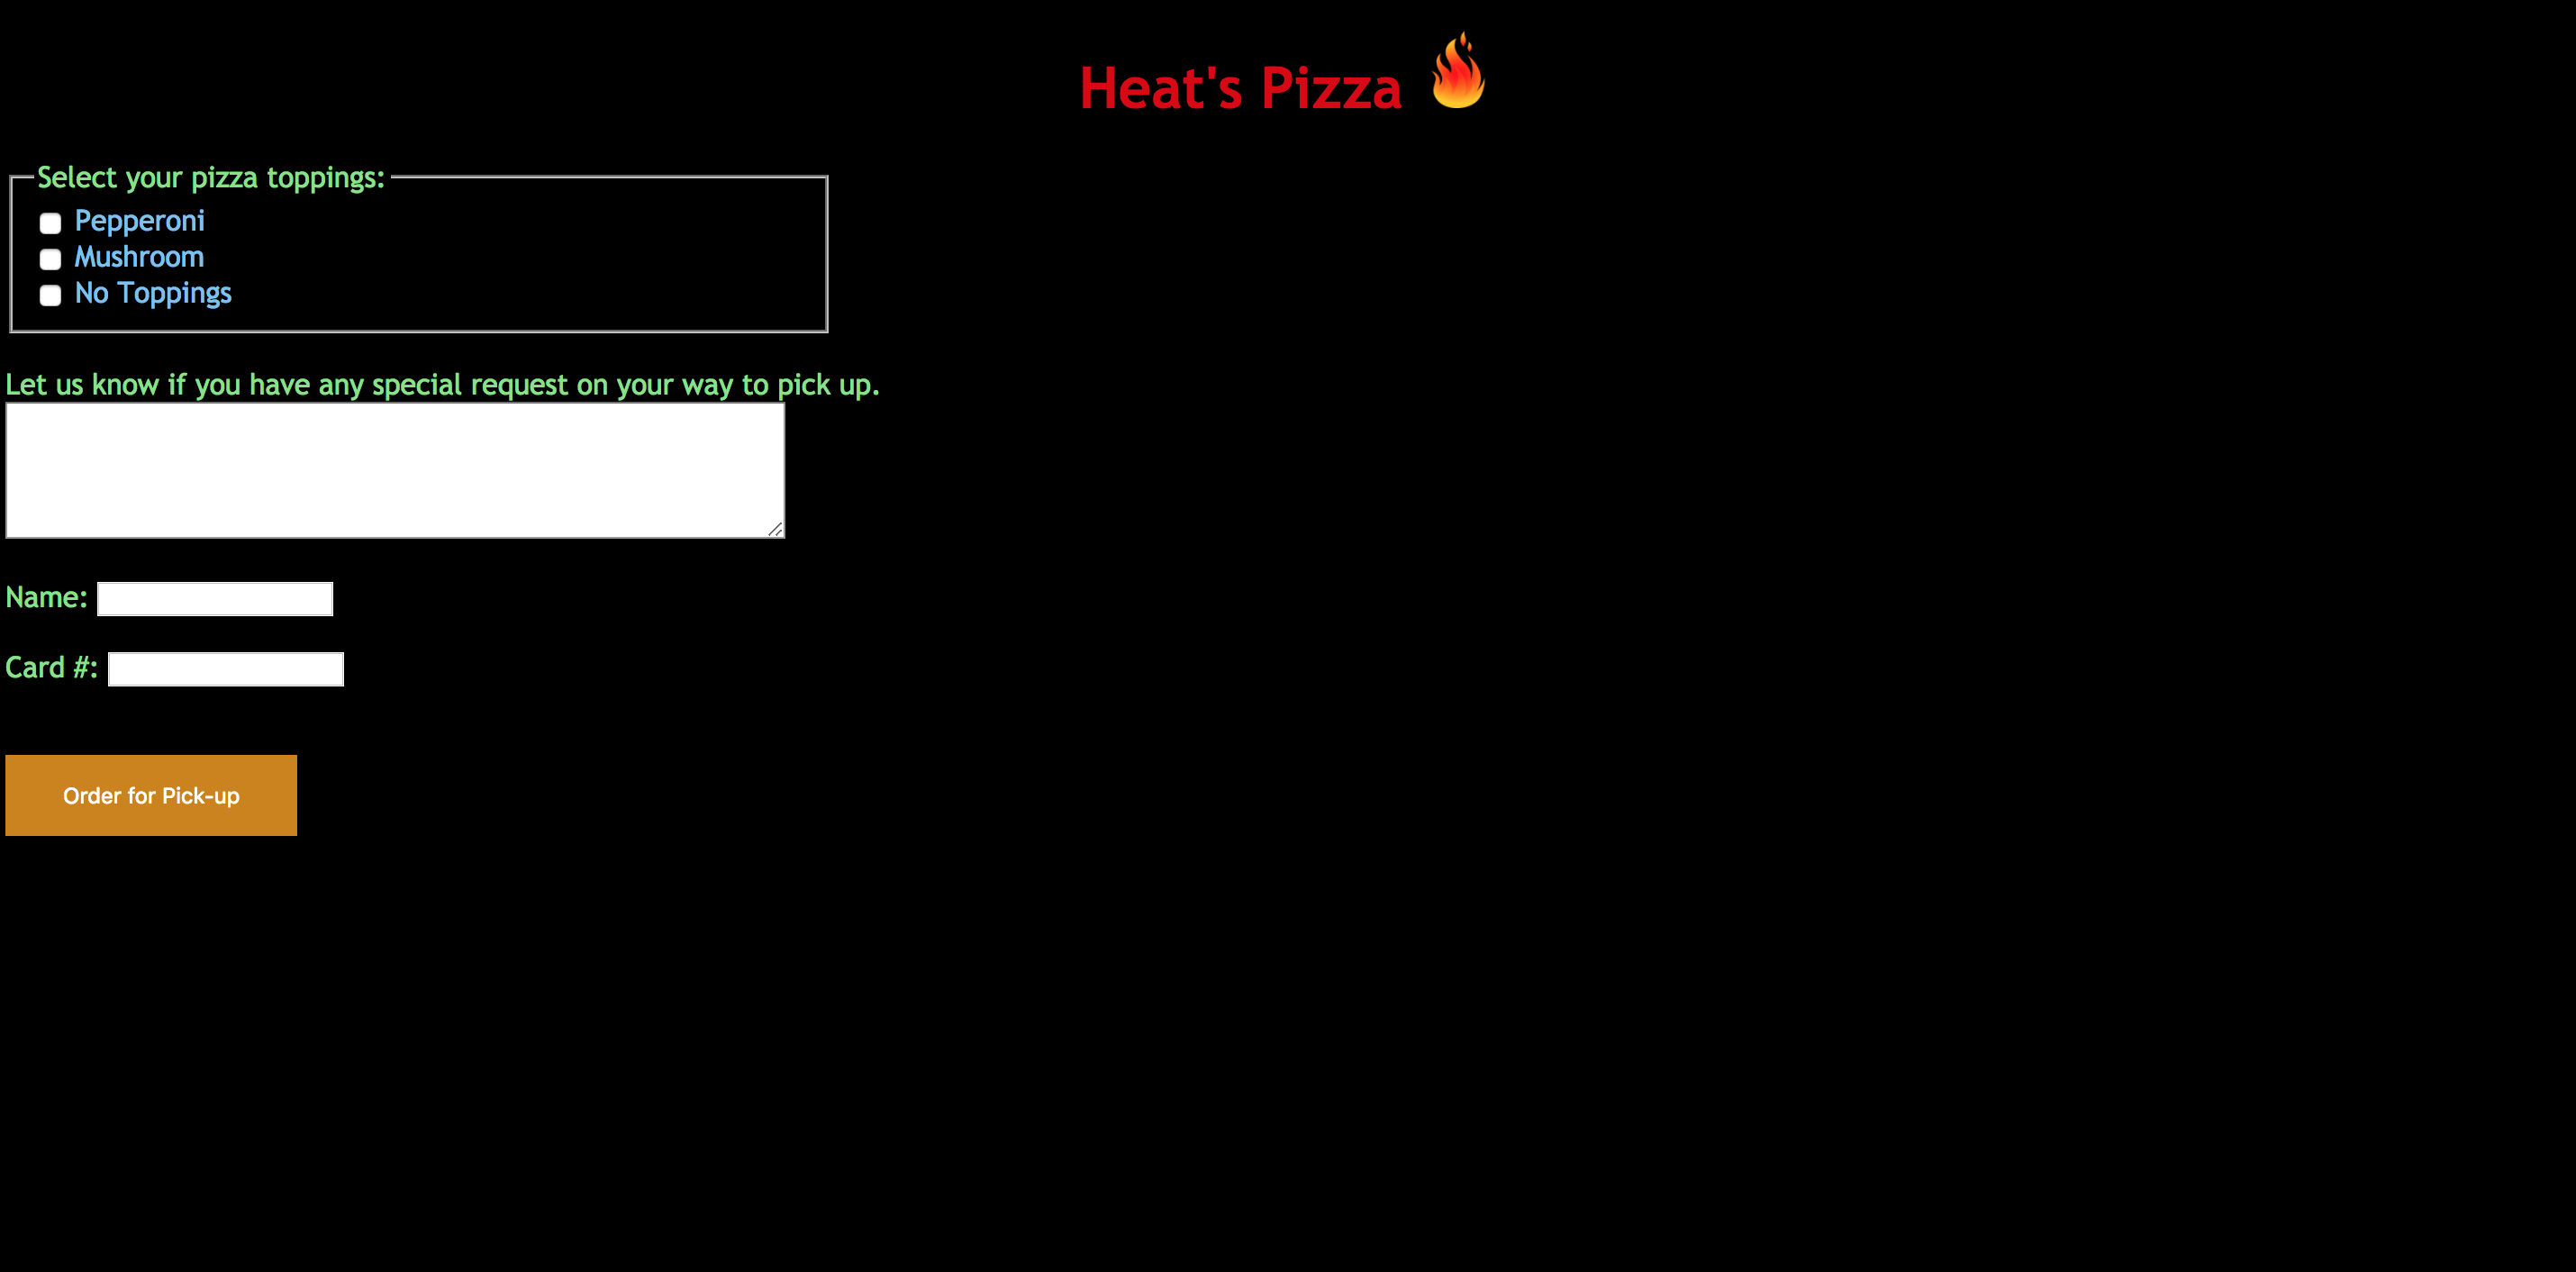 Heat's Pizza 🔥
Select your pizza toppings:
Pepperoni
Mushroom
No Toppings
Let us know if you have any special request on your way to pick up.
Name:
Card #:
Order for Pick-up